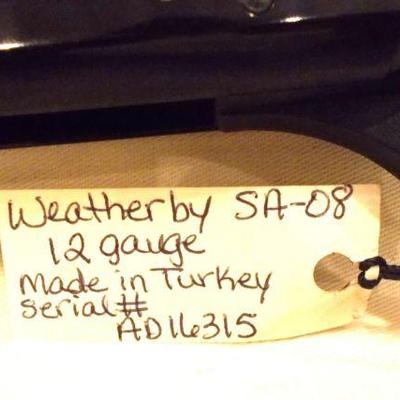 Weatherby SA-08
12 gauge
Made in Turkey
serial#
AD16315